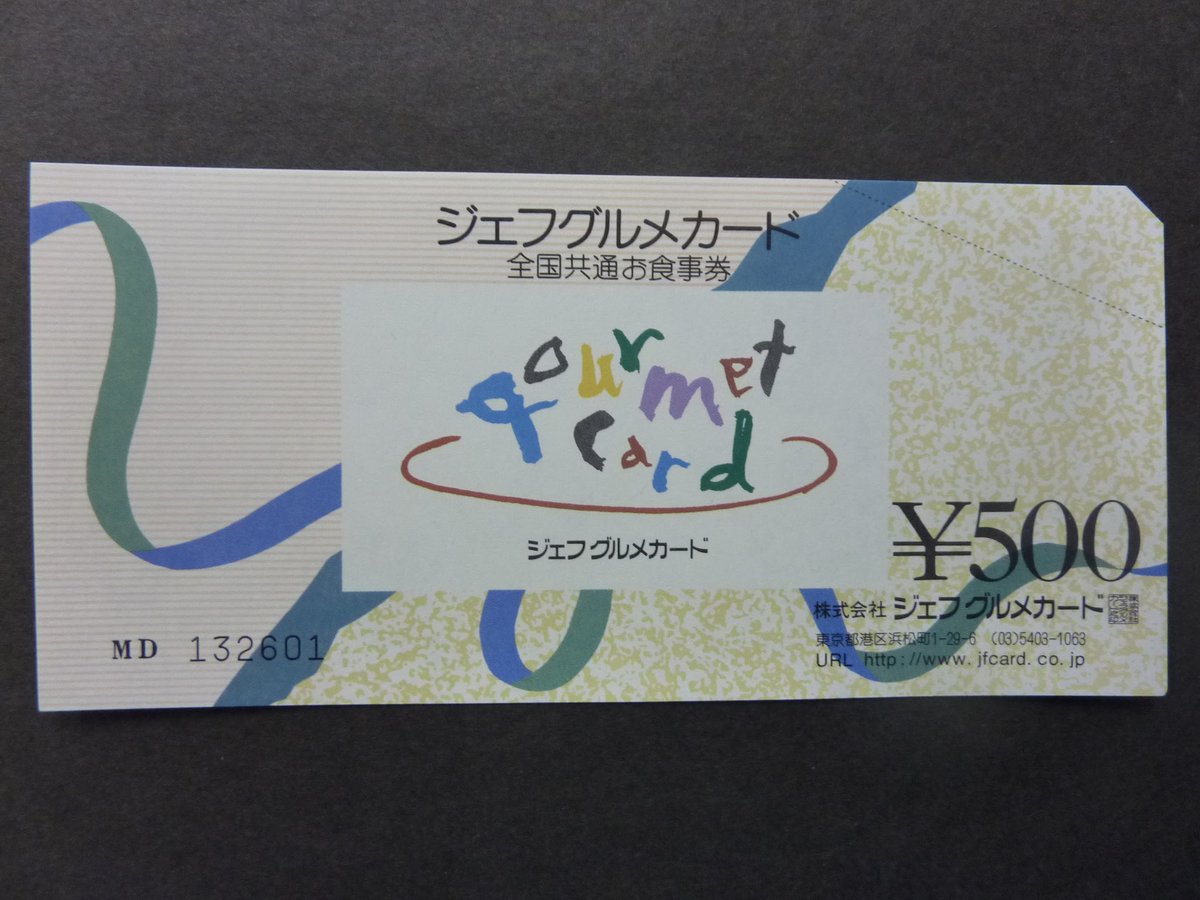 ジェフグルメカード
全国共通お食事券
gourmet
card
ジェフグルメカード
¥500
株式会社 ジェフグルメカード
東京都港区浜松町1-29-6 (03)5403-1063
URL http://www.jfcard.co.jp
MD 132601